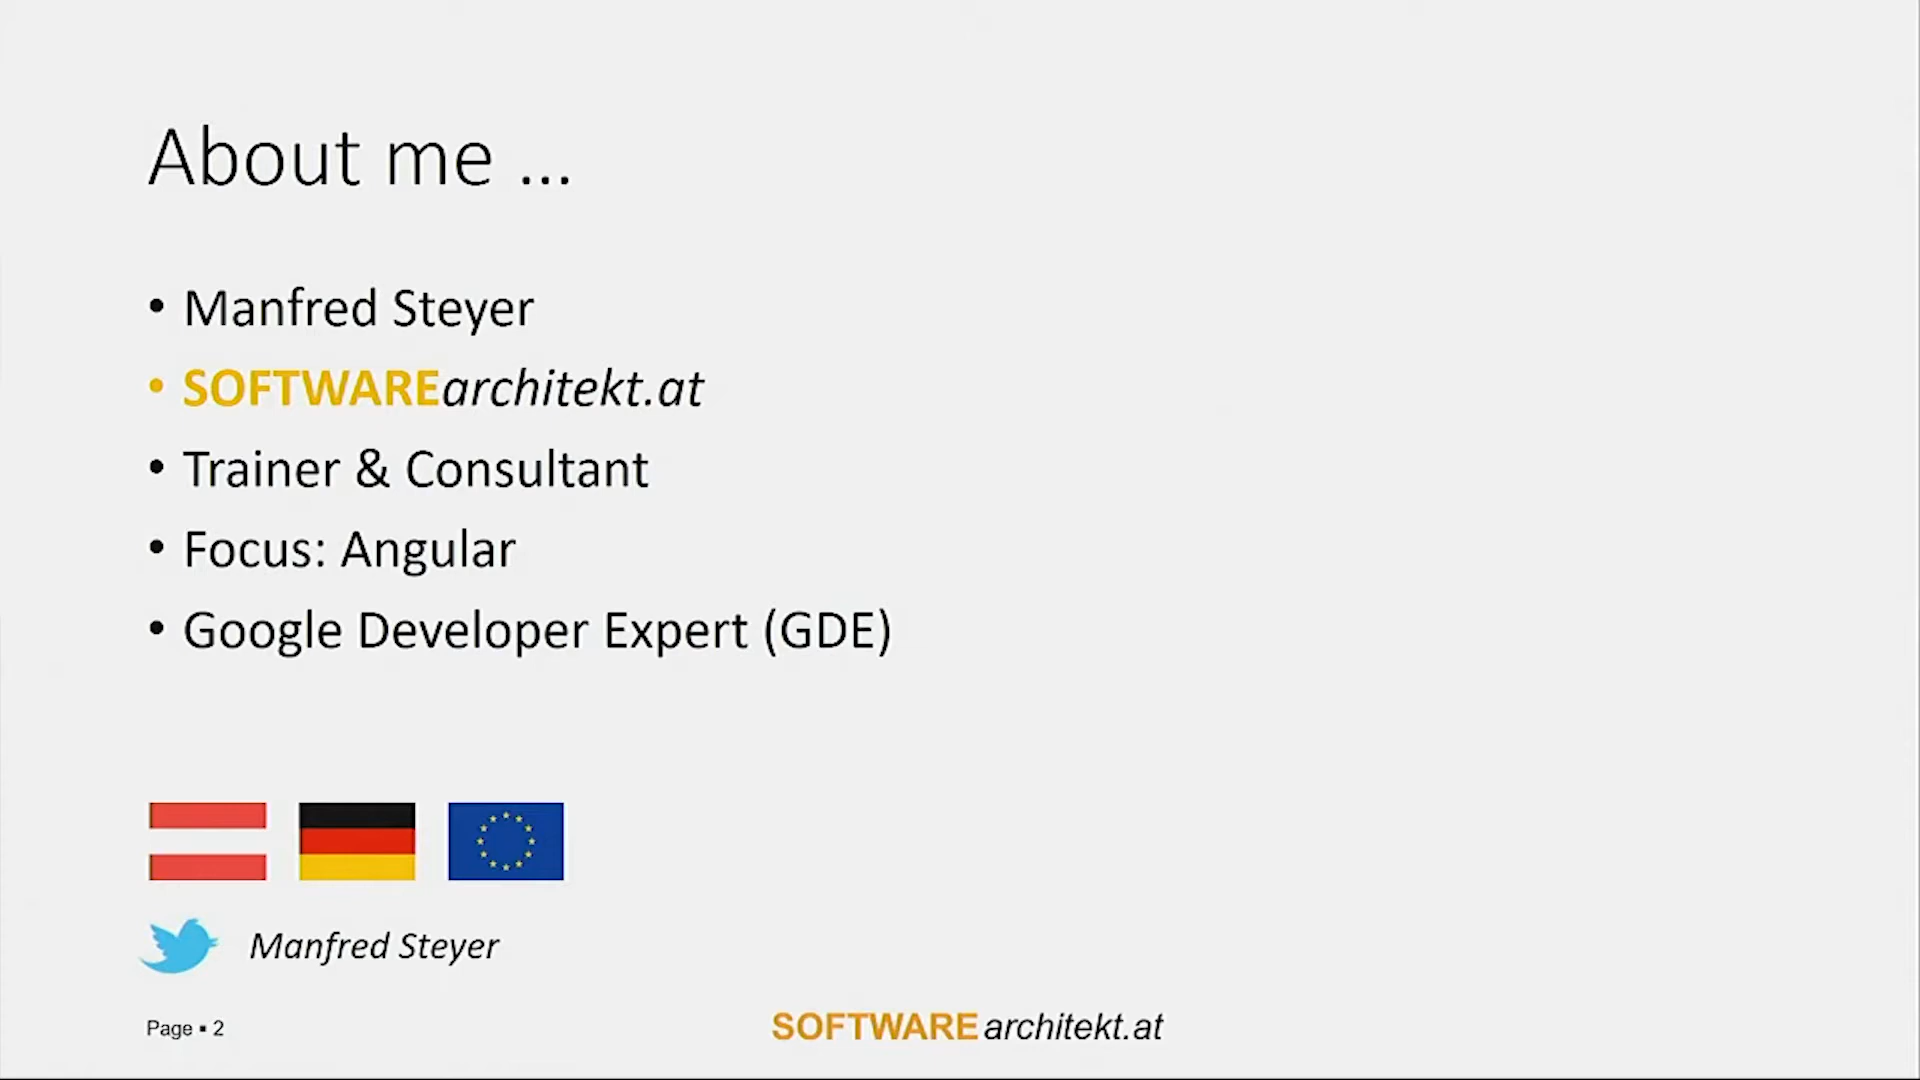 About me ...
• Manfred Steyer
• SOFTWAREarchitekt.at
• Trainer & Consultant
• Focus: Angular
• Google Developer Expert (GDE)
Manfred Steyer
Page ▪ 2
SOFTWAREarchitekt.at